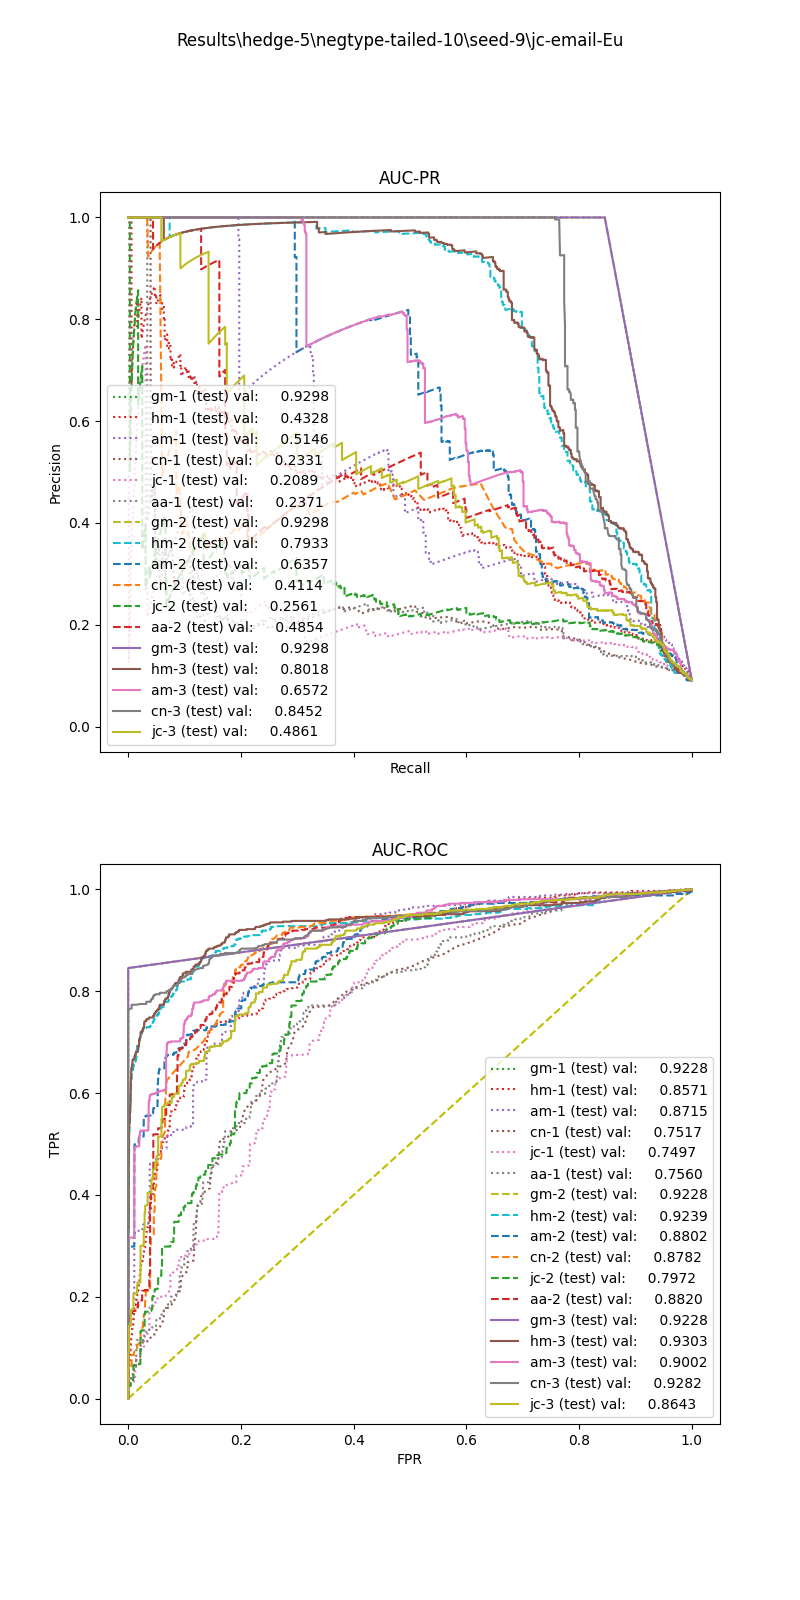 Results\hedge-5\negtype-tailed-10\seed-9\jc-email-Eu
AUC-PR
1.0
0.8
0.6
0.4
0.2
0.0
Precision
gm-1 (test) val: 0.9298
hm-1 (test) val: 0.4328
am-1 (test) val: 0.5146
cn-1 (test) val: 0.2331
jc-1 (test) val: 0.2089
aa-1 (test) val: 0.2371
gm-2 (test) val: 0.9298
hm-2 (test) val: 0.7933
am-2 (test) val: 0.6357
cn-2 (test) val: 0.4114
jc-2 (test) val: 0.2561
aa-2 (test) val: 0.4854
gm-3 (test) val: 0.9298
hm-3 (test) val: 0.8018
am-3 (test) val: 0.6572
cn-3 (test) val: 0.8452
jc-3 (test) val: 0.4861
Recall
AUC-ROC
1.0
0.8
0.6
0.4
0.2
0.0
TPR
gm-1 (test) val: 0.9228
hm-1 (test) val: 0.8571
am-1 (test) val: 0.8715
cn-1 (test) val: 0.7517
jc-1 (test) val: 0.7497
aa-1 (test) val: 0.7560
gm-2 (test) val: 0.9228
hm-2 (test) val: 0.9239
am-2 (test) val: 0.8802
cn-2 (test) val: 0.8782
jc-2 (test) val: 0.7972
aa-2 (test) val: 0.8820
gm-3 (test) val: 0.9228
hm-3 (test) val: 0.9303
am-3 (test) val: 0.9002
cn-3 (test) val: 0.9282
jc-3 (test) val: 0.8643
0.0 0.2 0.4 0.6 0.8 1.0
FPR